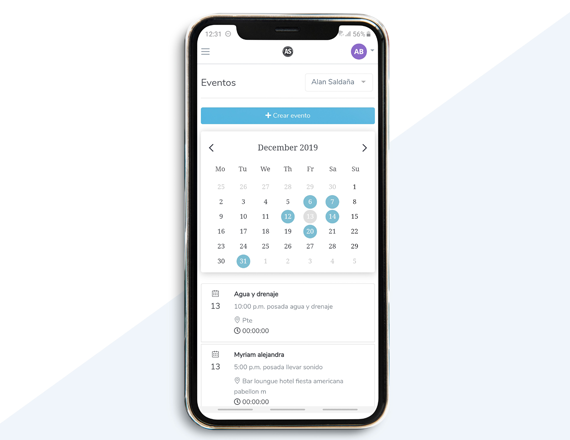 12:31 56%
AS AB
Eventos Alan Saldaña
+ Crear evento
December 2019
Mo Tu We Th Fr Sa Su
25 26 27 28 29 30 1
2 3 4 5 6 7 8
9 10 11 12 13 14 15
16 17 18 19 20 21 22
23 24 25 26 27 28 29
30 31 1 2 3 4 5
Agua y drenaje
13 10:00 p.m. posada agua y drenaje
Pte
00:00:00
Myriam alejandra
13 5:00 p.m. posada llevar sonido
Bar loungue hotel fiesta americana
pabellon m
00:00:00